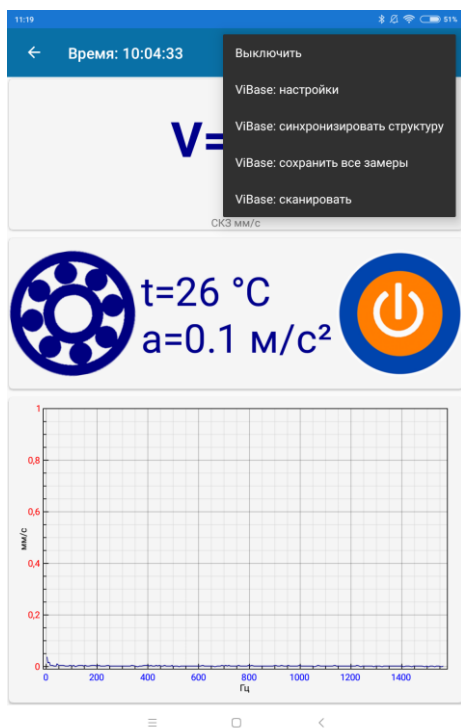 11:19
51%
Время: 10:04:33
Выключить
ViBase: настройки
ViBase: синхронизировать структуру
ViBase: сохранить все замеры
ViBase: сканировать
V=
СКЗ мм/с
t=26 °C
a=0.1 м/с²
1
0,8
0,6
0,4
0,2
0
мм/с
0 200 400 600 800 1000 1200 1400
Гц